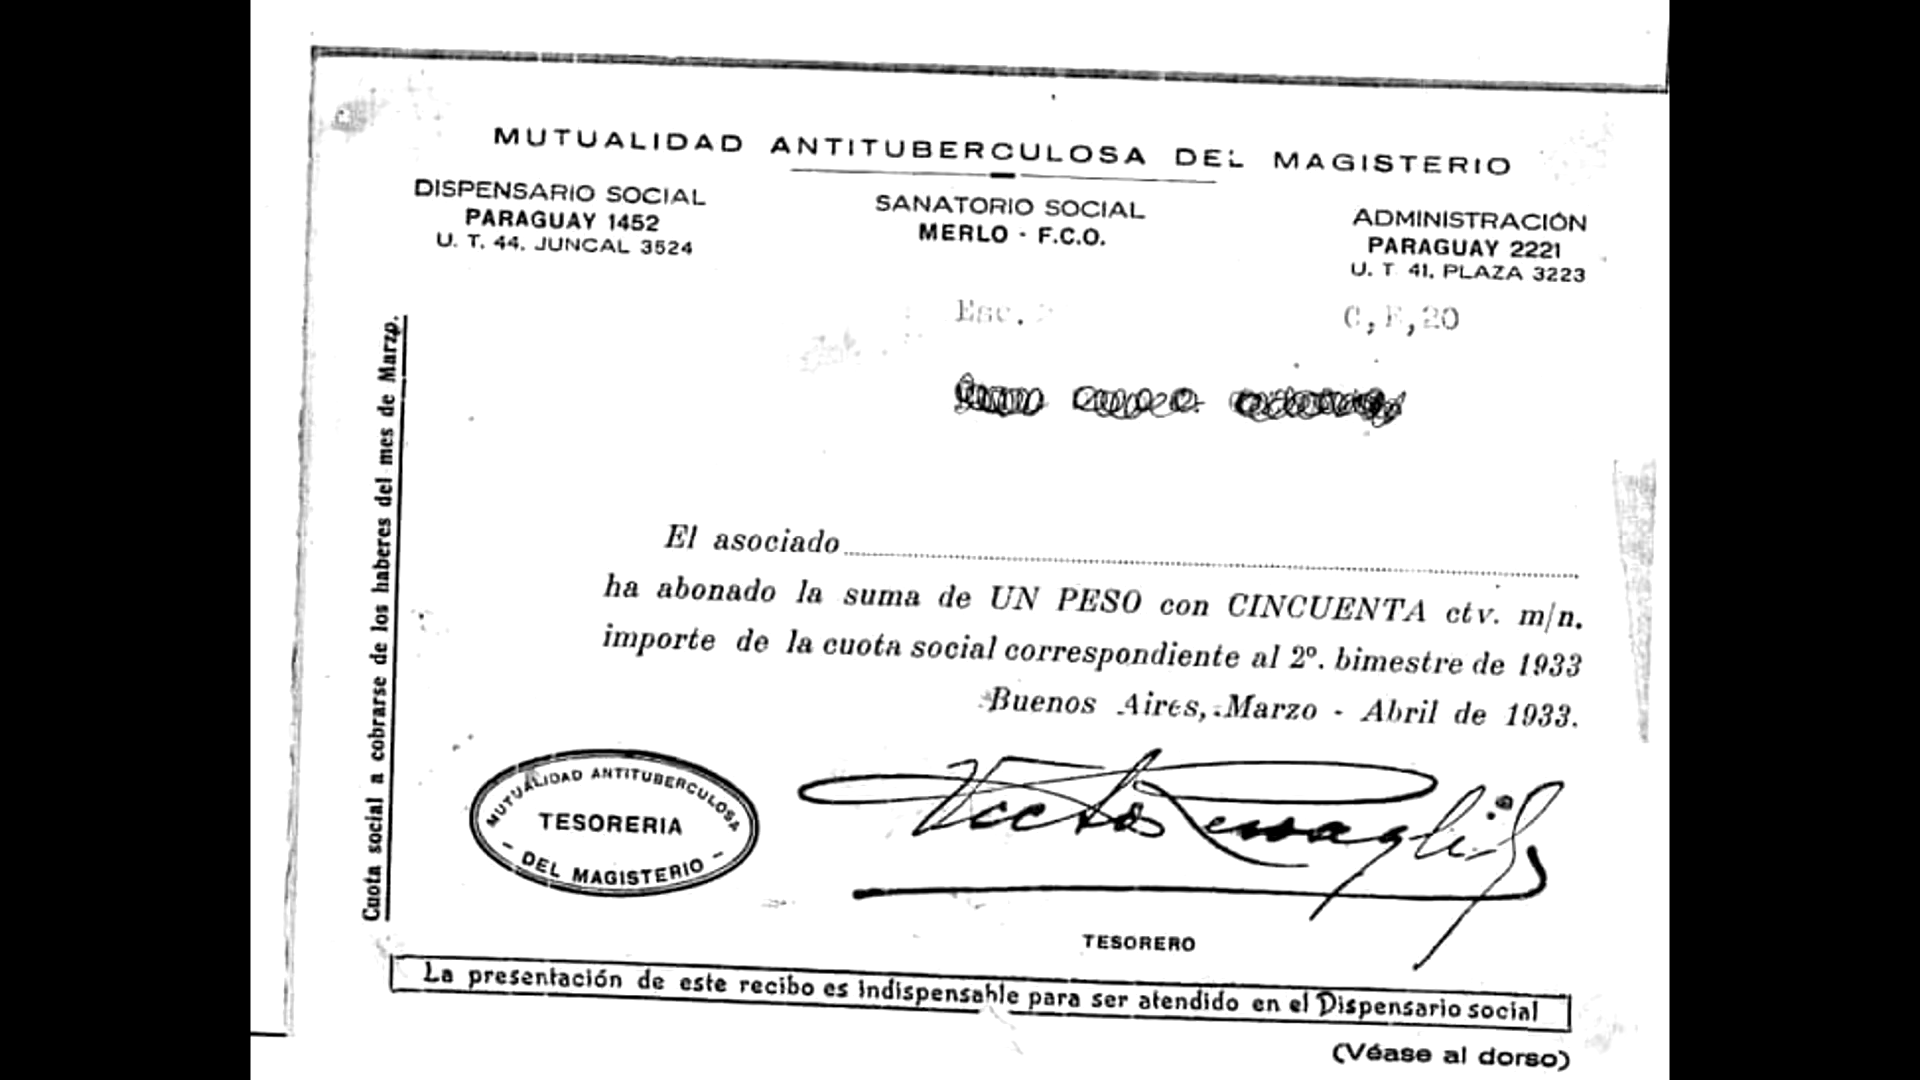 MUTUALIDAD ANTITUBERCULOSA DEL MAGISTERIO
DISPENSARIO SOCIAL
PARAGUAY 1452
U. T. 44, JUNCAL 3524
SANATORIO SOCIAL
MERLO - F.C.O.
ADMINISTRACIÓN
PARAGUAY 2221
U. T 41, PLAZA 3223
Esc.
20
Cuota social a cobrarse de los haberes del mes de Marzo.
El asociado
ha abonado la suma de UN PESO con CINCUENTA ctv. m/n.
importe de la cuota social correspondiente al 2º. bimestre de 1933
Buenos Aires, Marzo - Abril de 1933.
MUTUALIDAD ANTITUBERCULOSA
TESORERIA
- DEL MAGISTERIO -
TESORERO
La presentación de este recibo es indispensable para ser atendido en el Dispensario social
(Véase al dorso)